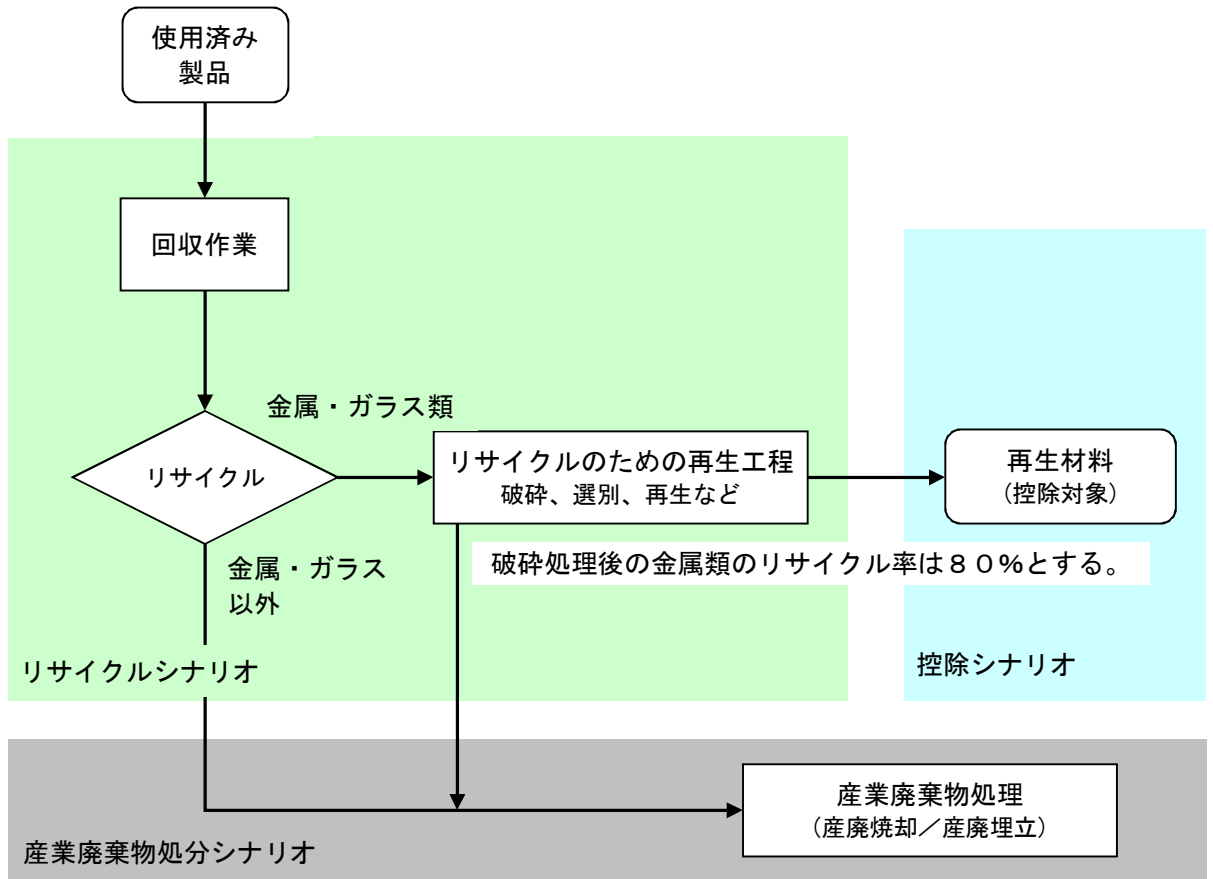 使用済み
製品
回収作業
金属・ガラス類
リサイクル
リサイクルのための再生工程
破砕、選別、再生など
再生材料
（控除対象）
破砕処理後の金属類のリサイクル率は８０％とする。
金属・ガラス
以外
リサイクルシナリオ
控除シナリオ
産業廃棄物処理
（産廃焼却／産廃埋立）
産業廃棄物処分シナリオ